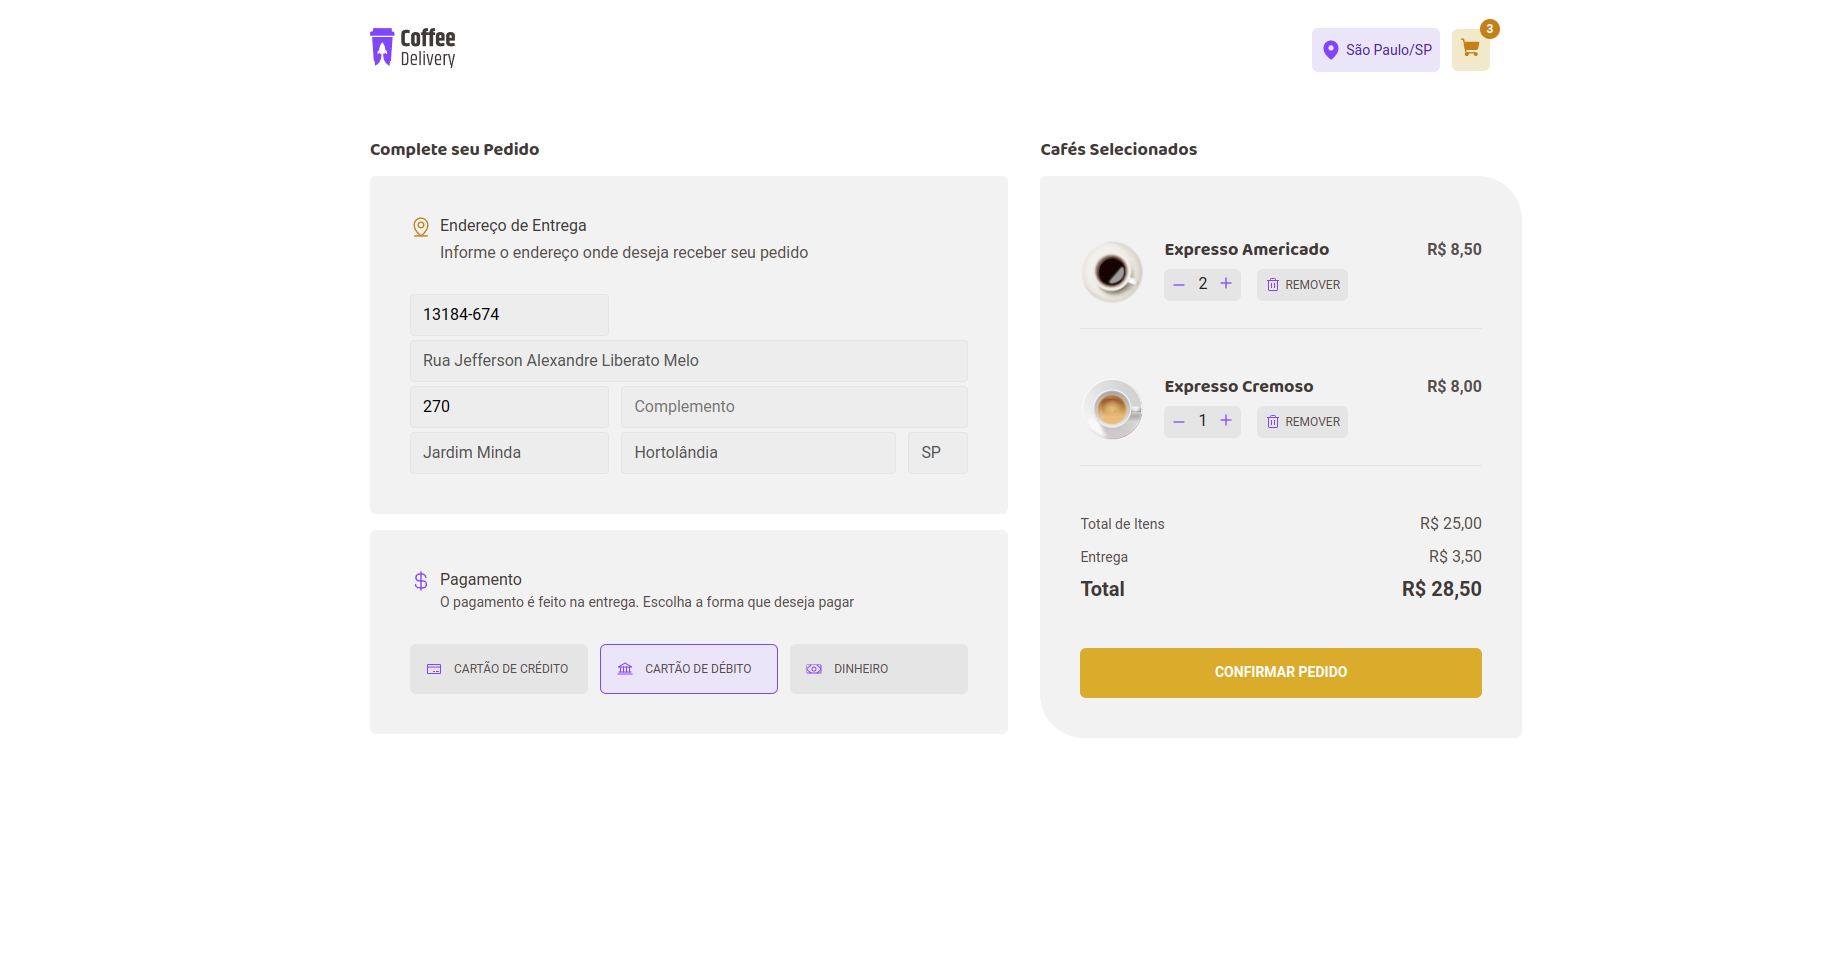 Coffee
Delivery
São Paulo/SP
3
Complete seu Pedido
Endereço de Entrega
Informe o endereço onde deseja receber seu pedido
13184-674
Rua Jefferson Alexandre Liberato Melo
270
Complemento
Jardim Minda
Hortolândia
SP
Pagamento
O pagamento é feito na entrega. Escolha a forma que deseja pagar
CARTÃO DE CRÉDITO
CARTÃO DE DÉBITO
DINHEIRO
Cafés Selecionados
Expresso Americado
R$ 8,50
2
REMOVER
Expresso Cremoso
R$ 8,00
1
REMOVER
Total de Itens
R$ 25,00
Entrega
R$ 3,50
Total
R$ 28,50
CONFIRMAR PEDIDO